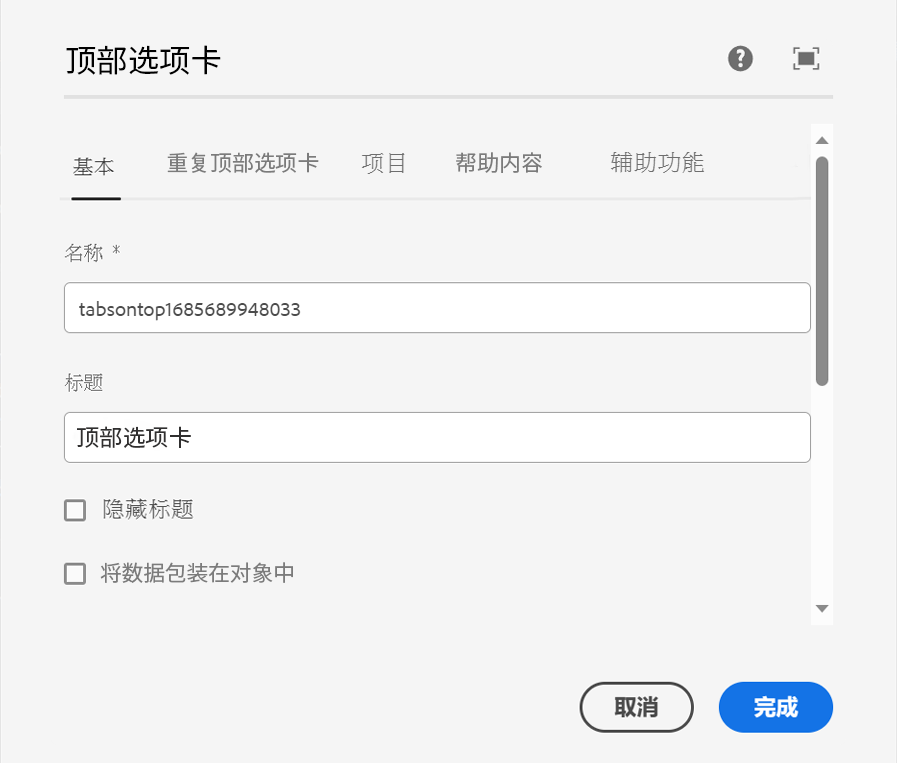 顶部选项卡
基本 重复顶部选项卡 项目 帮助内容 辅助功能
名称 *
tabsontop1685689948033
标题
顶部选项卡
隐藏标题
将数据包装在对象中
取消 完成